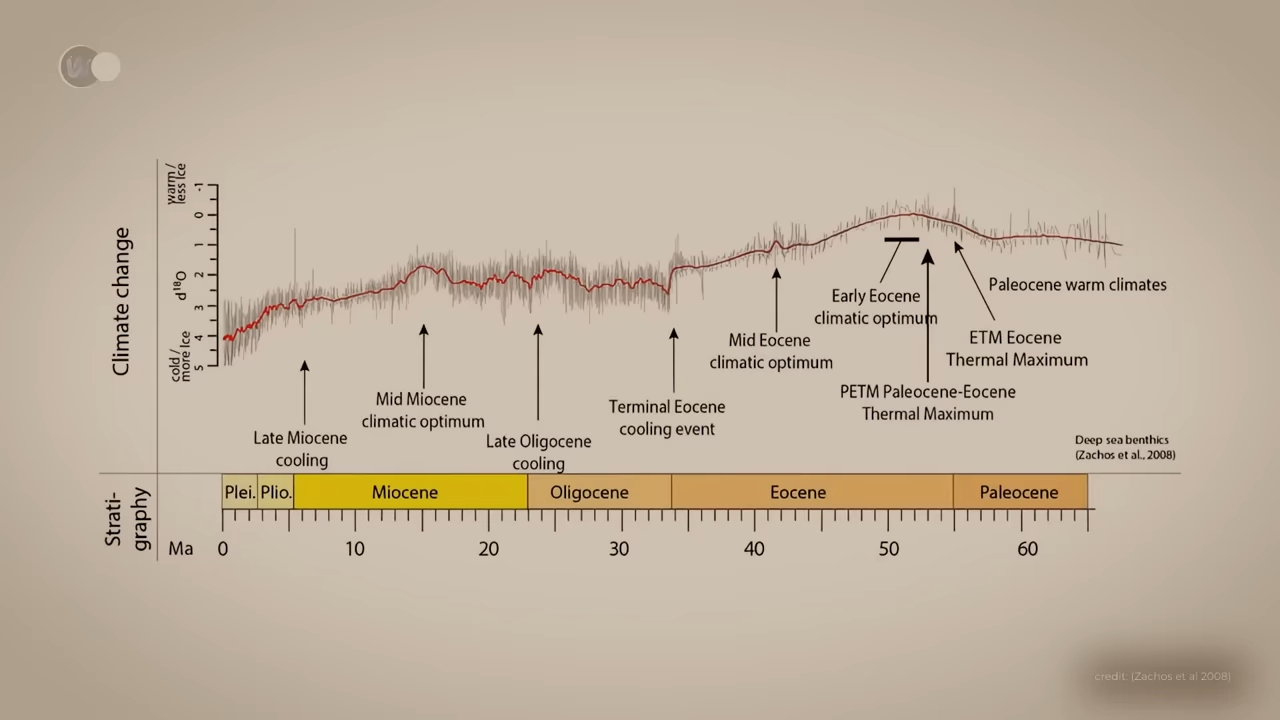 warm /
less Ice
-1
0
1
2
3
4
5
d¹⁸O
cold /
more Ice
Climate change
Early Eocene
climatic optimum
Paleocene warm climates
ETM Eocene
Thermal Maximum
Mid Eocene
climatic optimum
PETM Paleocene-Eocene
Thermal Maximum
Mid Miocene
climatic optimum
Terminal Eocene
cooling event
Late Miocene
cooling
Late Oligocene
cooling
Deep sea benthics
(Zachos et al., 2008)
Strati-
graphy
Plei. Plio. Miocene Oligocene Eocene Paleocene
Ma 0 10 20 30 40 50 60
credit: (Zachos et al 2008)